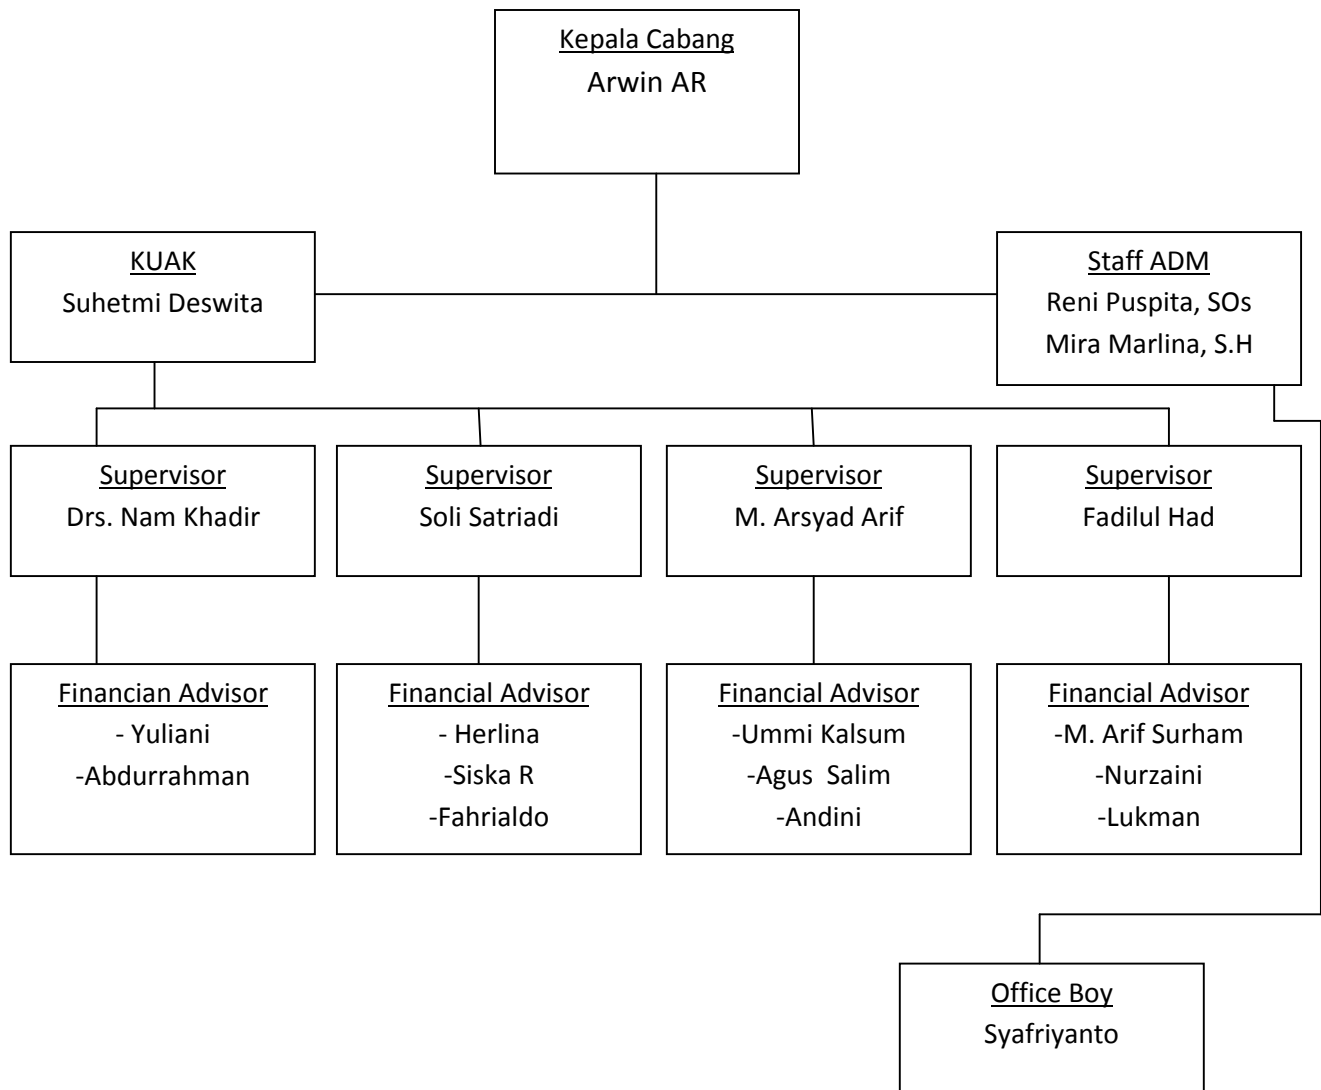 Kepala Cabang
Arwin AR
KUAK
Suhetmi Deswita
Staff ADM
Reni Puspita, SOs
Mira Marlina, S.H
Supervisor
Drs. Nam Khadir
Supervisor
Soli Satriadi
Supervisor
M. Arsyad Arif
Supervisor
Fadilul Had
Financian Advisor
- Yuliani
-Abdurrahman
Financial Advisor
- Herlina
-Siska R
-Fahrialdo
Financial Advisor
-Ummi Kalsum
-Agus  Salim
-Andini
Financial Advisor
-M. Arif Surham
-Nurzaini
-Lukman
Office Boy
Syafriyanto